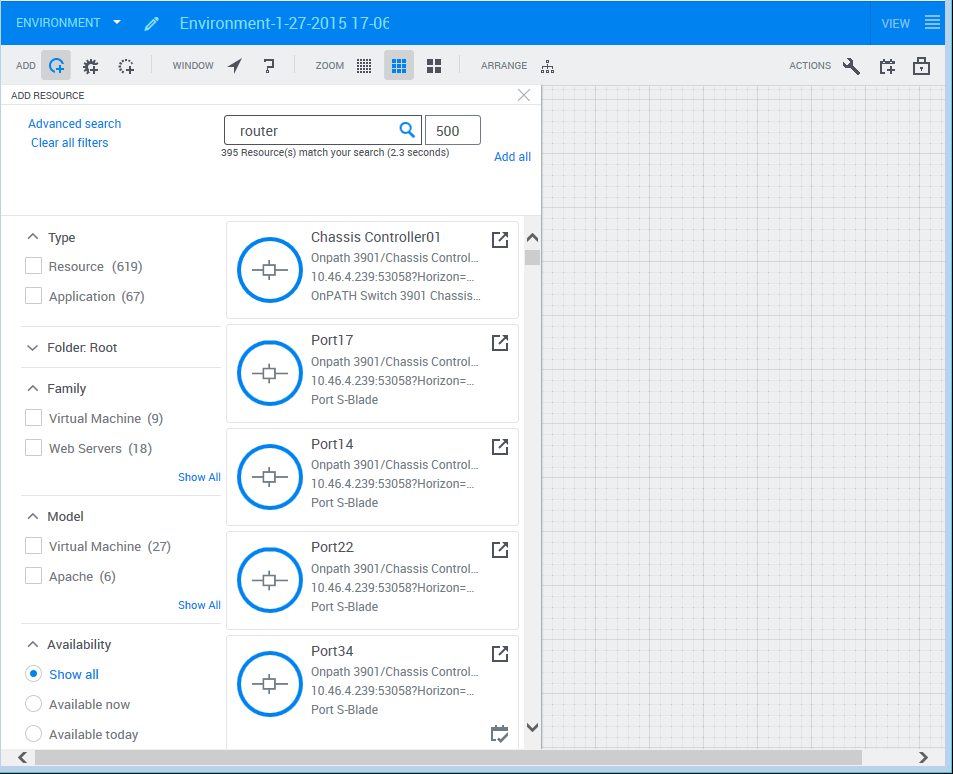 ENVIRONMENT
Environment-1-27-2015 17-06
VIEW
ADD
WINDOW
ZOOM
ARRANGE
ACTIONS
ADD RESOURCE
Advanced search
Clear all filters
router
500
395 Resource(s) match your search (2.3 seconds)
Add all
Type
Resource (619)
Application (67)
Folder: Root
Family
Virtual Machine (9)
Web Servers (18)
Show All
Model
Virtual Machine (27)
Apache (6)
Show All
Availability
Show all
Available now
Available today
Chassis Controller01
Onpath 3901/Chassis Control...
10.46.4.239:53058?Horizon=...
OnPATH Switch 3901 Chassis...
Port17
Onpath 3901/Chassis Control...
10.46.4.239:53058?Horizon=...
Port S-Blade
Port14
Onpath 3901/Chassis Control...
10.46.4.239:53058?Horizon=...
Port S-Blade
Port22
Onpath 3901/Chassis Control...
10.46.4.239:53058?Horizon=...
Port S-Blade
Port34
Onpath 3901/Chassis Control...
10.46.4.239:53058?Horizon=...
Port S-Blade